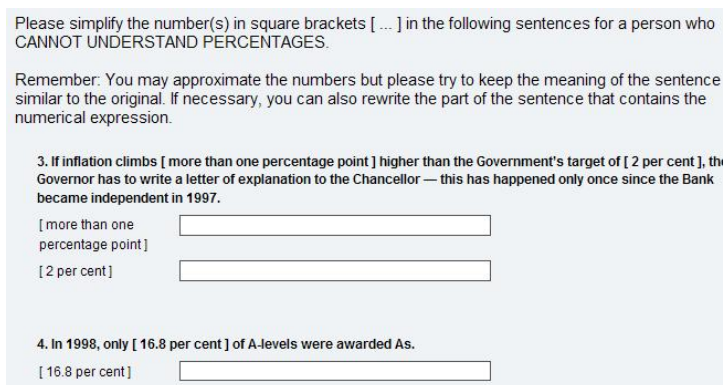 Please simplify the number(s) in square brackets [ ... ] in the following sentences for a person who
CANNOT UNDERSTAND PERCENTAGES.
Remember: You may approximate the numbers but please try to keep the meaning of the sentence
similar to the original. If necessary, you can also rewrite the part of the sentence that contains the
numerical expression.
3. If inflation climbs [ more than one percentage point ] higher than the Government's target of [ 2 per cent ],
Governor has to write a letter of explanation to the Chancellor — this has happened only once since the Bank
became independent in 1997.
[ more than one
percentage point ]
[ 2 per cent ]
4. In 1998, only [ 16.8 per cent ] of A-levels were awarded As.
[ 16.8 per cent ]